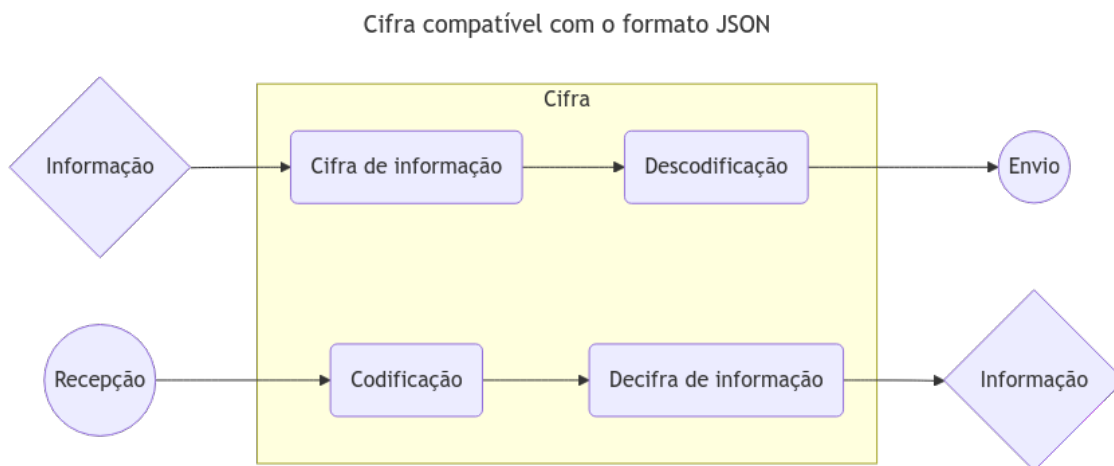 Cifra compatível com o formato JSON
Cifra
Informação
Cifra de informação
Descodificação
Envio
Recepção
Codificação
Decifra de informação
Informação